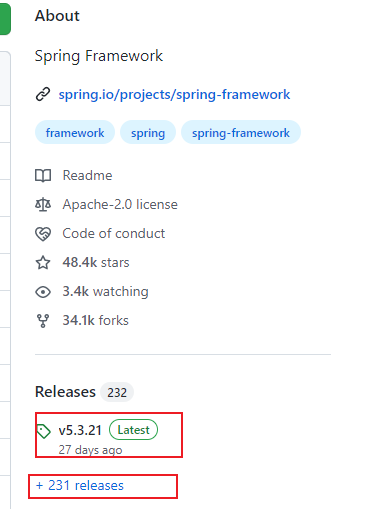 About
Spring Framework
spring.io/projects/spring-framework
framework spring spring-framework
Readme
Apache-2.0 license
Code of conduct
48.4k stars
3.4k watching
34.1k forks
Releases 232
v5.3.21 Latest
27 days ago
+ 231 releases